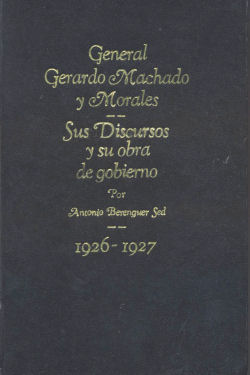 General
Gerardo Machado
y Morales
--
Sus Discursos
y su obra
de gobierno
Por
Antonio Berenguer Sed
--
1926-1927